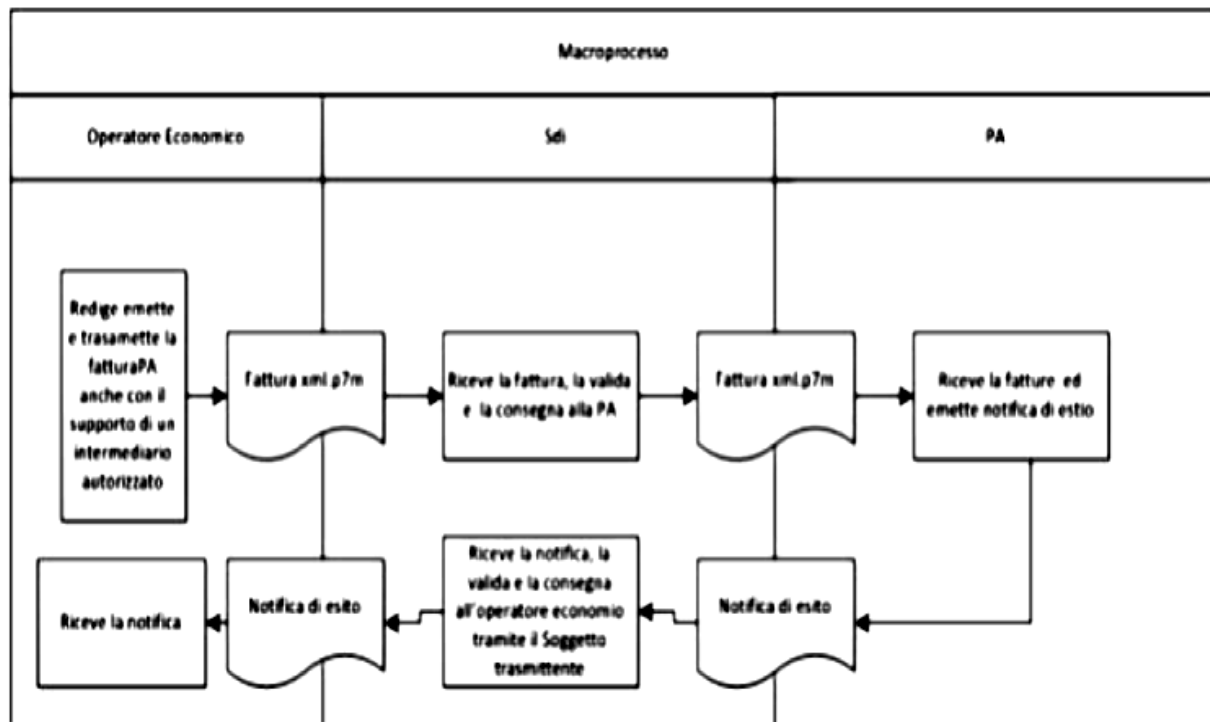 Macroprocesso
Operatore Economico
SdI
PA
Redige emette
e trasamette la
fatturaPA
anche con il
supporto di un
intermediario
autorizzato
Fattura xml.p7m
Riceve la fattura, la valida
e la consegna alla PA
Fattura xml.p7m
Riceve la fatture ed
emette notifica di estio
Riceve la notifica
Notifica di esito
Riceve la notifica, la
valida e la consegna
all'operatore economio
tramite il Soggetto
trasmittente
Notifica di esito